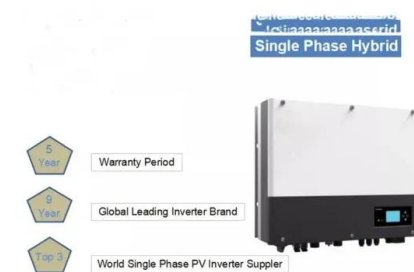 Single Phase Hybrid
5
Year
Warranty Period
9
Year
Global Leading Inverter Brand
Top 3
World Single Phase PV Inverter Suppler